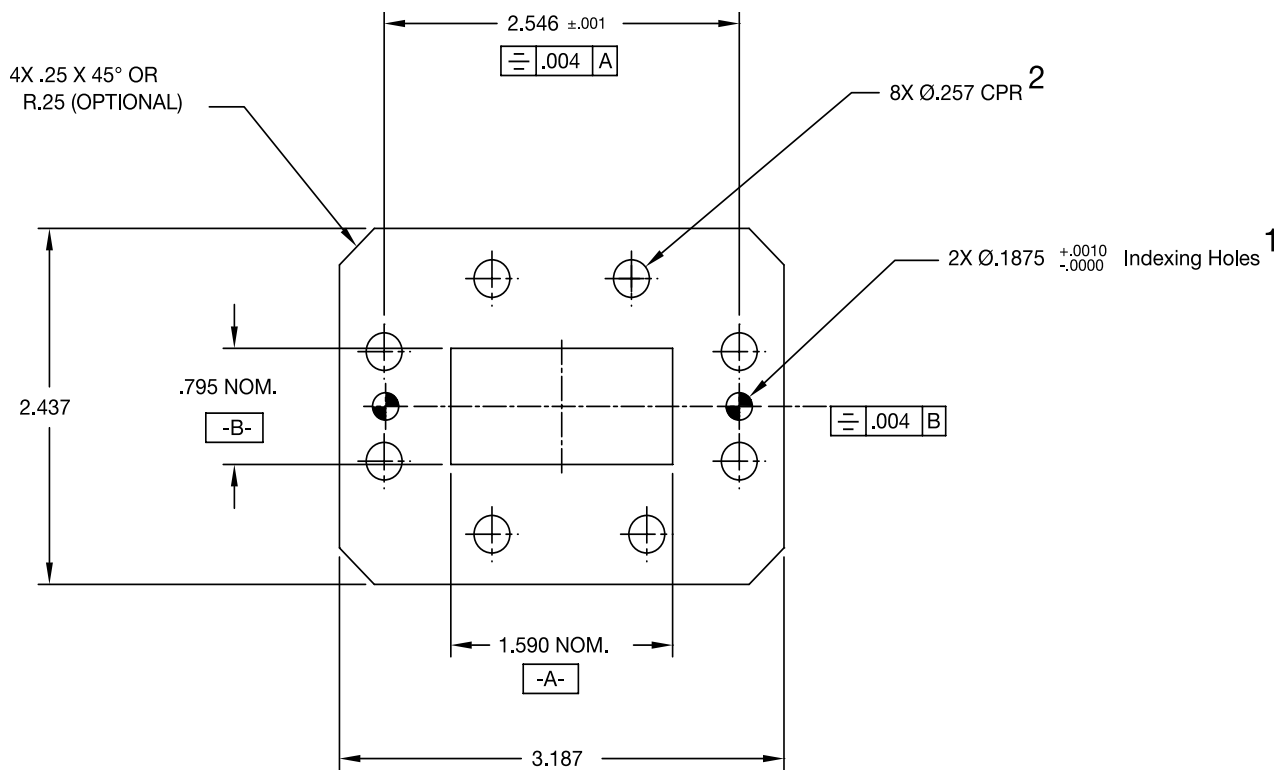 2.546 ±.001
⌯ .004 A
4X .25 X 45° OR
R.25 (OPTIONAL)
8X Ø.257 CPR 2
2X Ø.1875 +.0010 -.0000 Indexing Holes 1
.795 NOM.
-B-
2.437
⌯ .004 B
1.590 NOM.
-A-
3.187